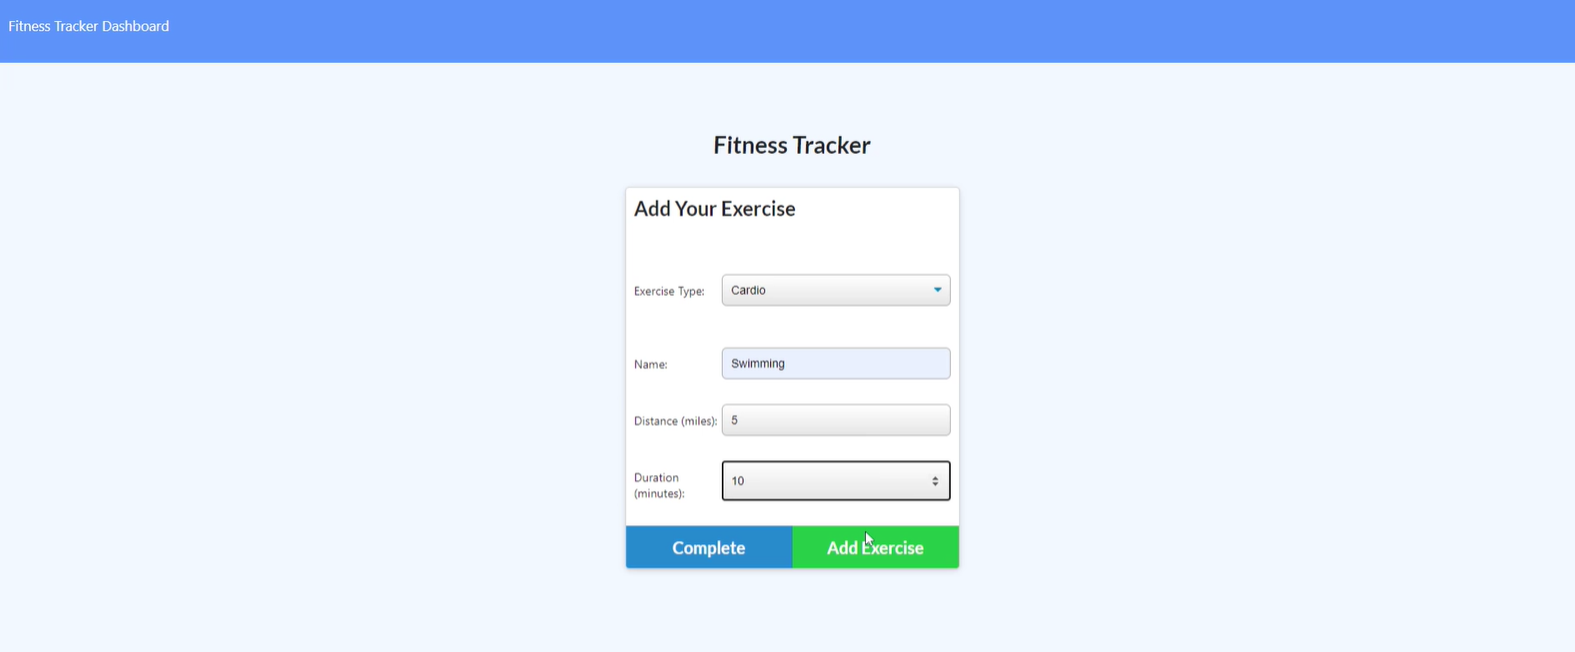 Fitness Tracker Dashboard
Fitness Tracker
Add Your Exercise
Exercise Type: Cardio
Name: Swimming
Distance (miles): 5
Duration
(minutes): 10
Complete Add Exercise